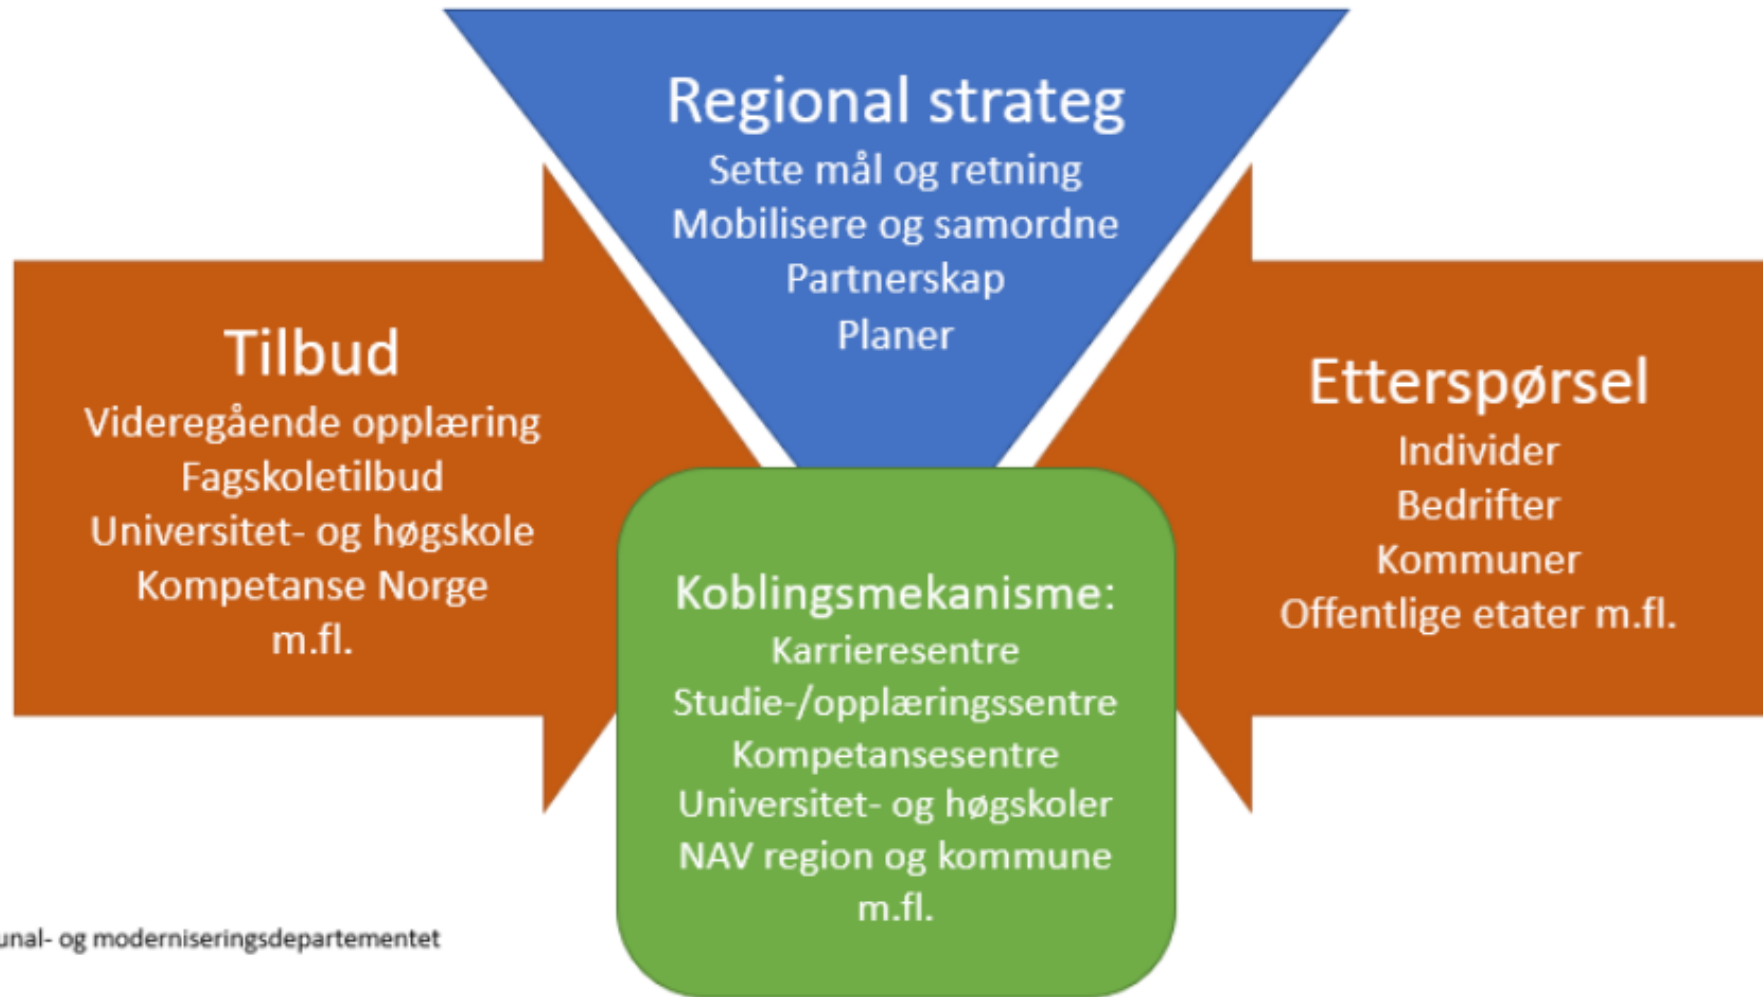 Regional strateg
Sette mål og retning
Mobilisere og samordne
Partnerskap
Planer
Tilbud
Videregående opplæring
Fagskoletilbud
Universitet- og høgskole
Kompetanse Norge
m.fl.
Etterspørsel
Individer
Bedrifter
Kommuner
Offentlige etater m.fl.
Koblingsmekanisme:
Karrieresentre
Studie-/opplæringssentre
Kompetansesentre
Universitet- og høgskoler
NAV region og kommune
m.fl.
unal- og moderniseringsdepartementet